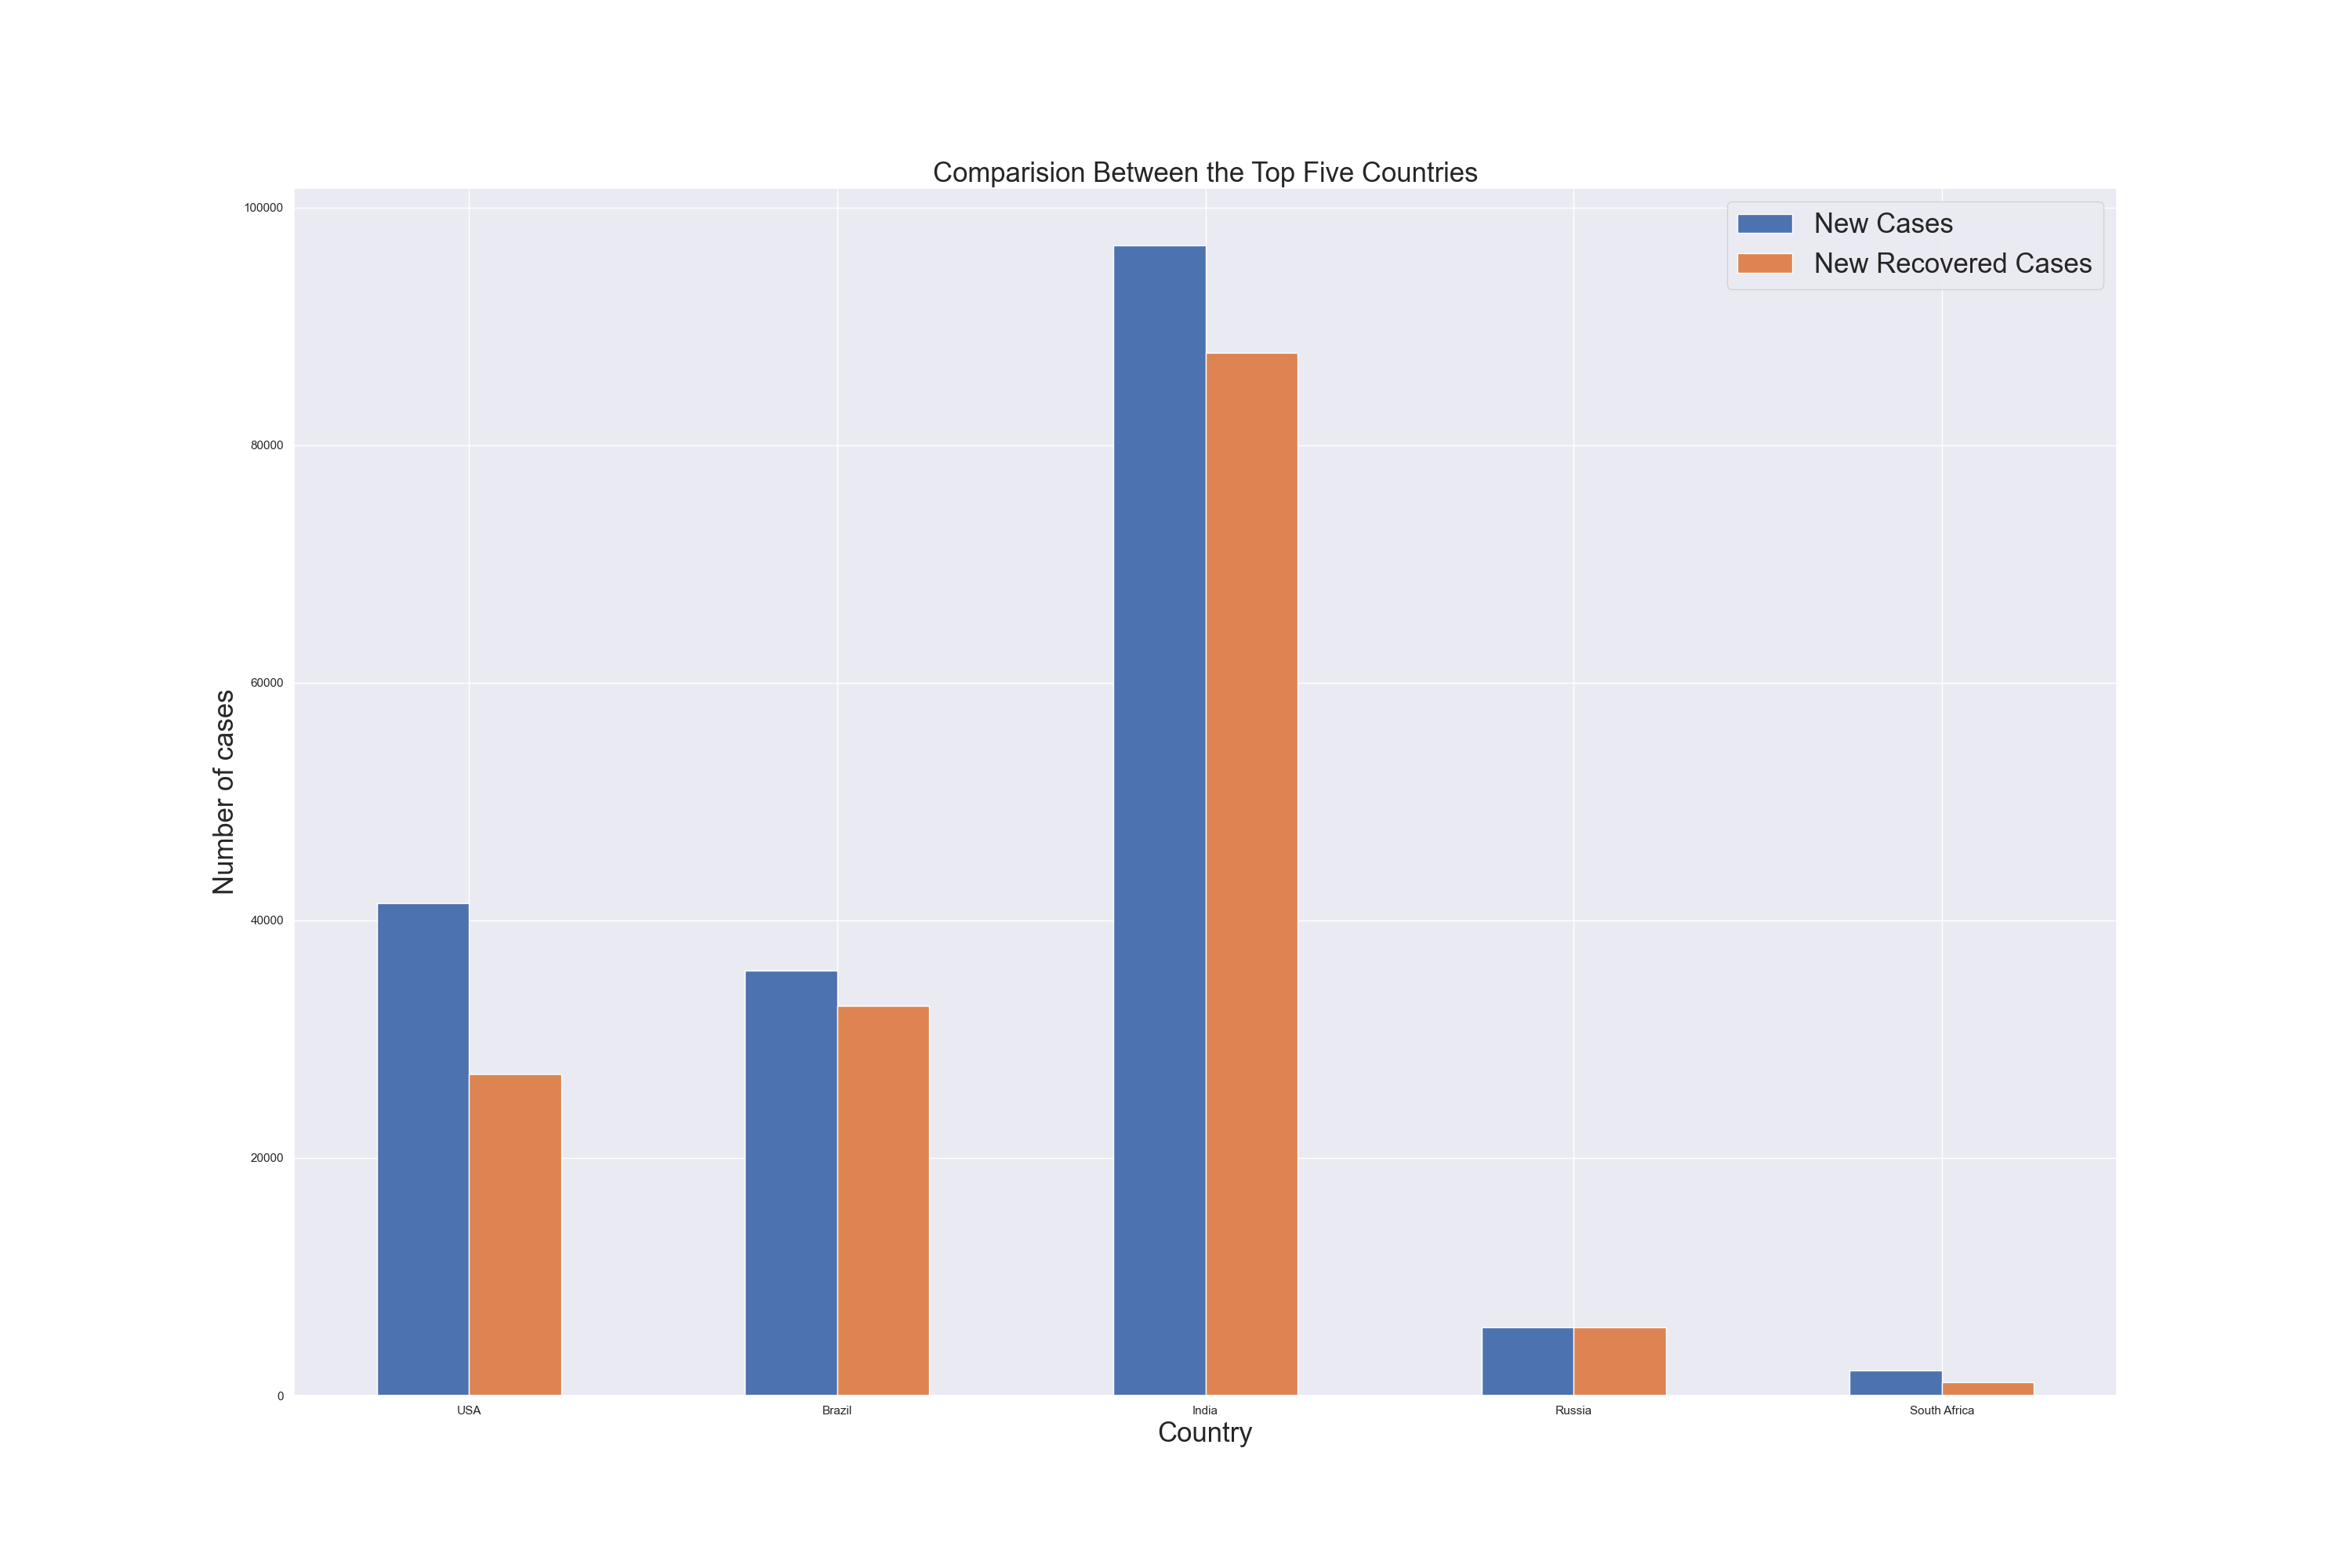 Comparision Between the Top Five Countries
New Cases
New Recovered Cases
100000
80000
60000
40000
20000
0
Number of cases
USA
Brazil
India
Russia
South Africa
Country